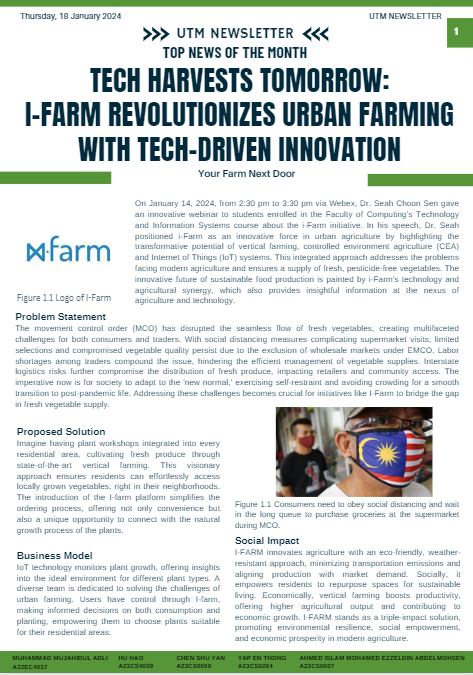 Thursday, 18 January 2024
UTM NEWSLETTER
1
>>> UTM NEWSLETTER <<<
TOP NEWS OF THE MONTH
TECH HARVESTS TOMORROW:
I-FARM REVOLUTIONIZES URBAN FARMING
WITH TECH-DRIVEN INNOVATION
Your Farm Next Door
On January 14, 2024, from 2:30 pm to 3:30 pm via Webex, Dr. Seah Choon Sen gave
an innovative webinar to students enrolled in the Faculty of Computing's Technology
and Information Systems course about the i-Farm initiative. In his speech, Dr. Seah
positioned i-Farm as an innovative force in urban agriculture by highlighting the
transformative potential of vertical farming, controlled environment agriculture (CEA)
and Internet of Things (IoT) systems. This integrated approach addresses the problems
facing modern agriculture and ensures a supply of fresh, pesticide-free vegetables. The
innovative future of sustainable food production is painted by i-Farm's technology and
agricultural synergy, which also provides insightful information at the nexus of
agriculture and technology.
farm
Figure 1.1 Logo of I-Farm
Problem Statement
The movement control order (MCO) has disrupted the seamless flow of fresh vegetables, creating multifaceted
challenges for both consumers and traders. With social distancing measures complicating supermarket visits, limited
selections and compromised vegetable quality persist due to the exclusion of wholesale markets under EMCO. Labor
shortages among traders compound the issue, hindering the efficient management of vegetable supplies. Interstate
logistics risks further compromise the distribution of fresh produce, impacting retailers and community access. The
imperative now is for society to adapt to the 'new normal,' exercising self-restraint and avoiding crowding for a smooth
transition to post-pandemic life. Addressing these challenges becomes crucial for initiatives like I-Farm to bridge the gap
in fresh vegetable supply.
Proposed Solution
Imagine having plant workshops integrated into every
residential area, cultivating fresh produce through
state-of-the-art vertical farming. This visionary
approach ensures residents can effortlessly access
locally grown vegetables, right in their neighborhoods.
The introduction of the I-farm platform simplifies the
ordering process, offering not only convenience but
also a unique opportunity to connect with the natural
growth process of the plants.
Business Model
IoT technology monitors plant growth, offering insights
into the ideal environment for different plant types. A
diverse team is dedicated to solving the challenges of
urban farming. Users have control through I-farm,
making informed decisions on both consumption and
planting, empowering them to choose plants suitable
for their residential areas.
Figure 1.1 Consumers need to obey social distancing and wait
in the long queue to purchase groceries at the supermarket
during MCO.
Social Impact
I-FARM innovates agriculture with an eco-friendly, weather-
resistant approach, minimizing transportation emissions and
aligning production with market demand. Socially, it
empowers residents to repurpose spaces for sustainable
living. Economically, vertical farming boosts productivity,
offering higher agricultural output and contributing to
economic growth. I-FARM stands as a triple-impact solution,
promoting environmental resilience, social empowerment,
and economic prosperity in modern agriculture.
MUHAMMAD MUJAHIDUL ADLI HU HAO CHEN SHU YAN YAP EN THONG AHMED ISLAM MOHAMED EZZELDIN ABDELMOHSEN
A22EC4037 A23CS4009 A23CS0059 A23CS0284 A23CS0007